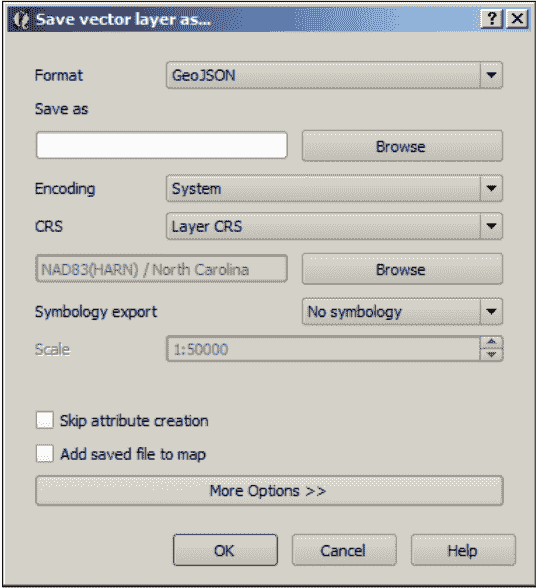 Save vector layer as...
Format GeoJSON
Save as
Browse
Encoding System
CRS Layer CRS
NAD83(HARN) / North Carolina Browse
Symbology export No symbology
Scale 1:50000
Skip attribute creation
Add saved file to map
More Options >>
OK Cancel Help